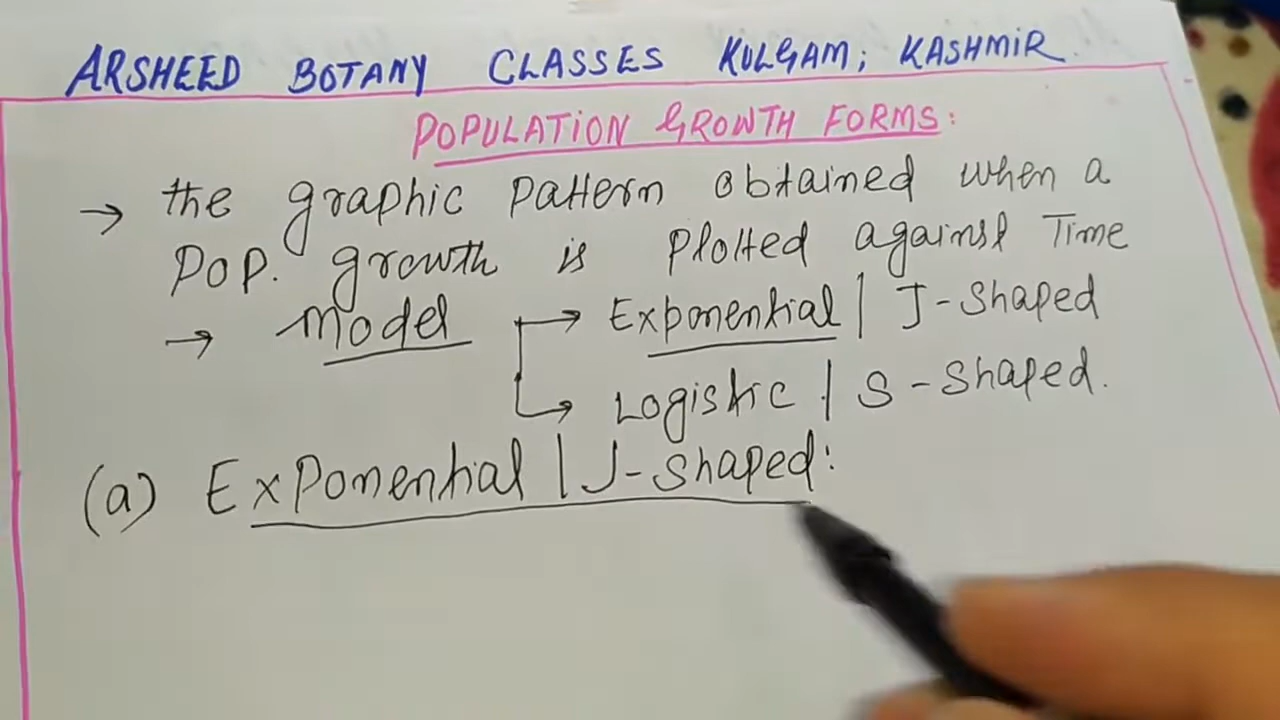 ARSHEED BOTANY CLASSES KULGAM; KASHMIR.
POPULATION GROWTH FORMS:
→ the graphic pattern obtained when a
Pop. growth is Plotted against Time
→ Model → Exponential | J-Shaped
→ Logistic | S-Shaped.
(a) Exponential | J-Shaped: